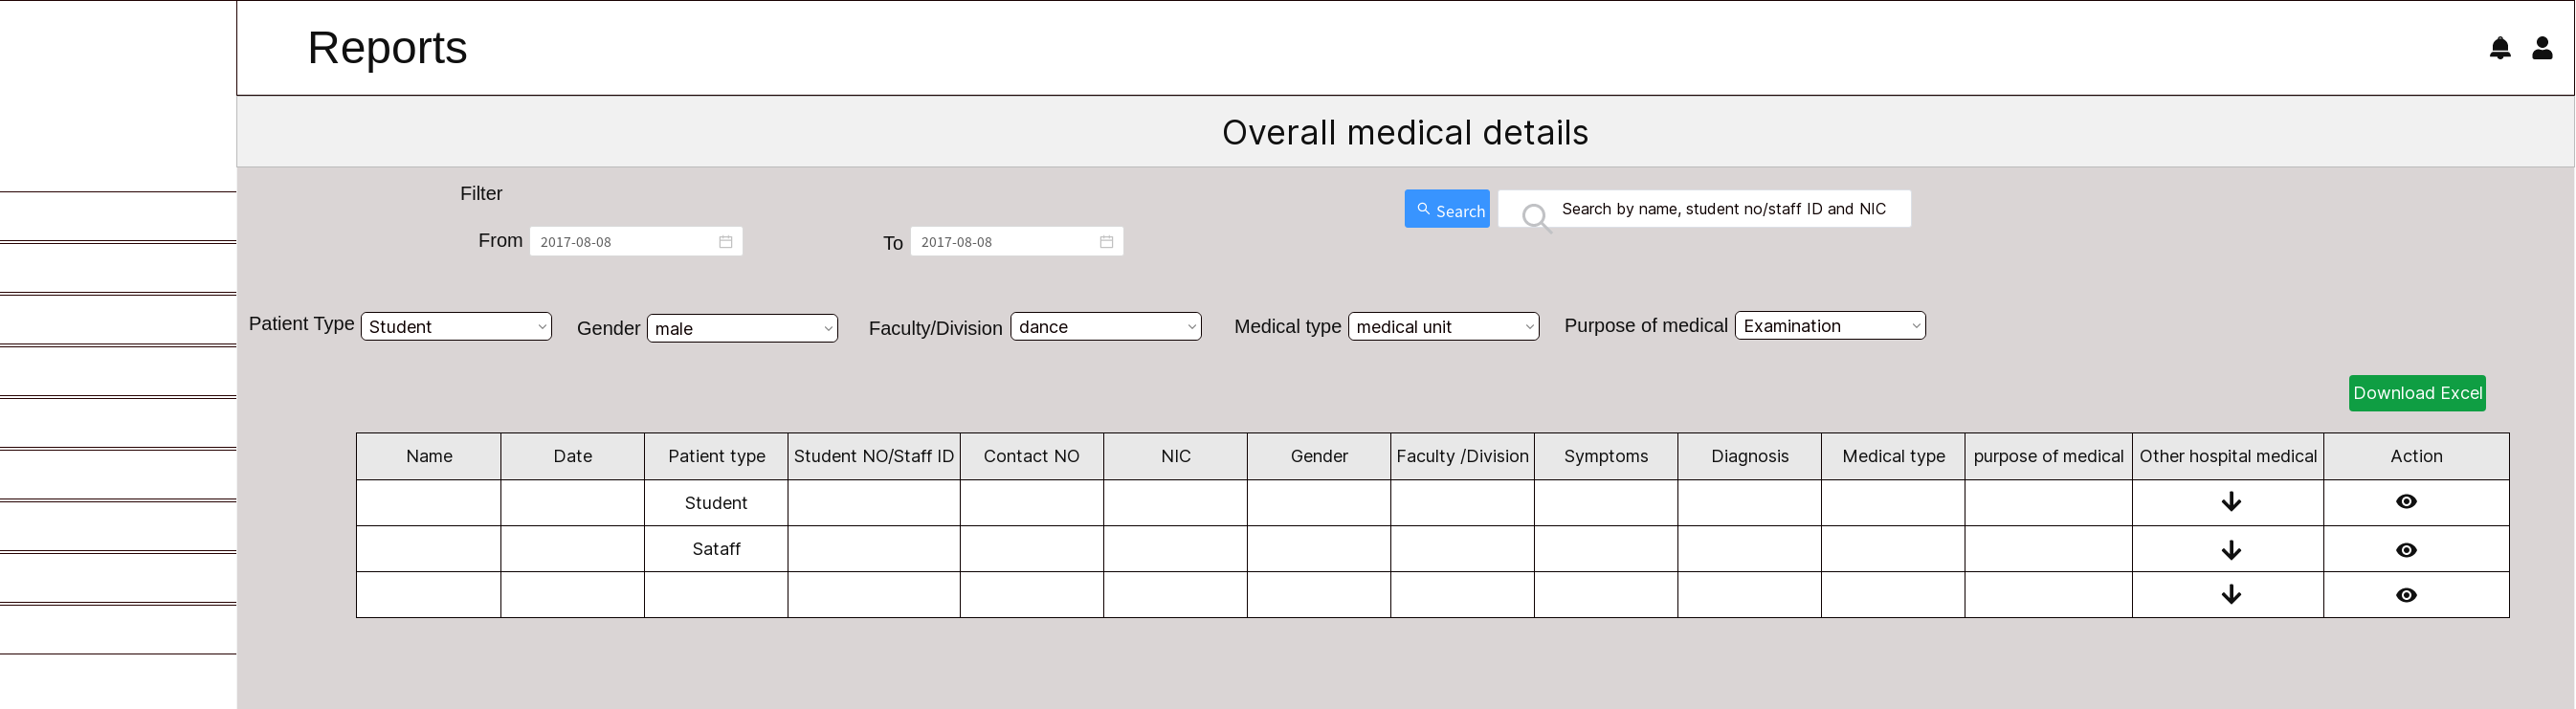 Reports
Overall medical details
Filter
Search
Search by name, student no/staff ID and NIC
From 2017-08-08 To 2017-08-08
Patient Type Student Gender male Faculty/Division dance Medical type medical unit Purpose of medical Examination
Download Excel
Name Date Patient type Student NO/Staff ID Contact NO NIC Gender Faculty /Division Symptoms Diagnosis Medical type purpose of medical Other hospital medical Action
Student
Sataff